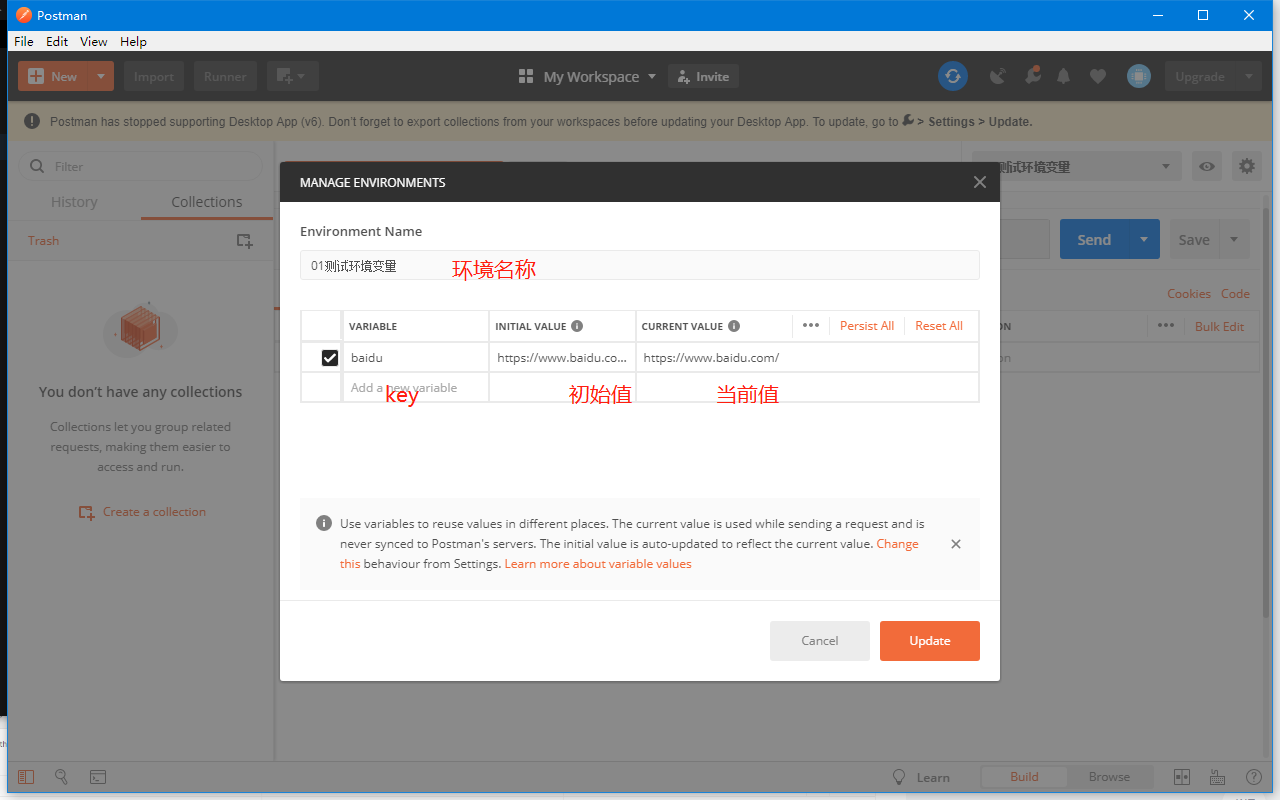 Postman
File Edit View Help
New Import Runner My Workspace Invite Upgrade
Postman has stopped supporting Desktop App (v6). Don't forget to export collections from your workspaces before updating your Desktop App. To update, go to > Settings > Update.
Filter
History Collections
Trash
You don't have any collections
Collections let you group related
requests, making them easier to
access and run.
Create a collection
测试环境变量
Send Save
Cookies Code
ON ••• Bulk Edit
on
MANAGE ENVIRONMENTS
Environment Name
01测试环境变量 环境名称
VARIABLE INITIAL VALUE CURRENT VALUE ••• Persist All Reset All
baidu https://www.baidu.co... https://www.baidu.com/
Add a new variable
key 初始值 当前值
Use variables to reuse values in different places. The current value is used while sending a request and is
never synced to Postman's servers. The initial value is auto-updated to reflect the current value. Change
this behaviour from Settings. Learn more about variable values
Cancel Update
Learn Build Browse